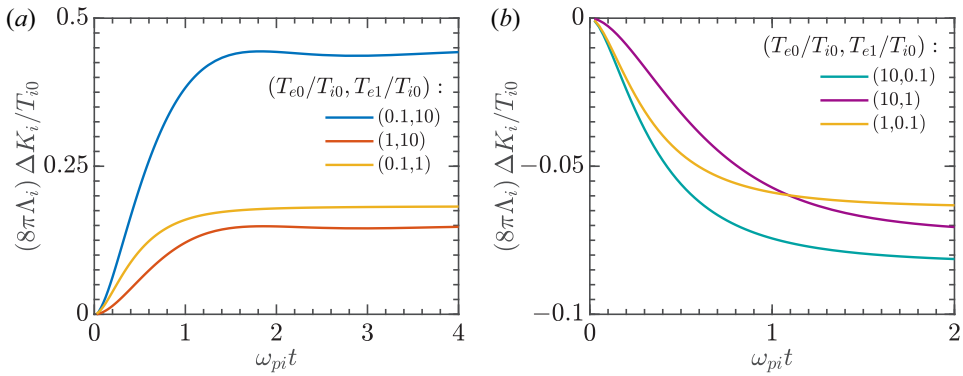 (a)
(8πΛ_i) ΔK_i/T_{i0}
0.5
0.25
0
(T_{e0}/T_{i0}, T_{e1}/T_{i0}) :
(0.1,10)
(1,10)
(0.1,1)
0 1 2 3 4
ω_{pi}t
(b)
(8πΛ_i) ΔK_i/T_{i0}
0
−0.05
−0.1
(T_{e0}/T_{i0}, T_{e1}/T_{i0}) :
(10,0.1)
(10,1)
(1,0.1)
0 1 2
ω_{pi}t